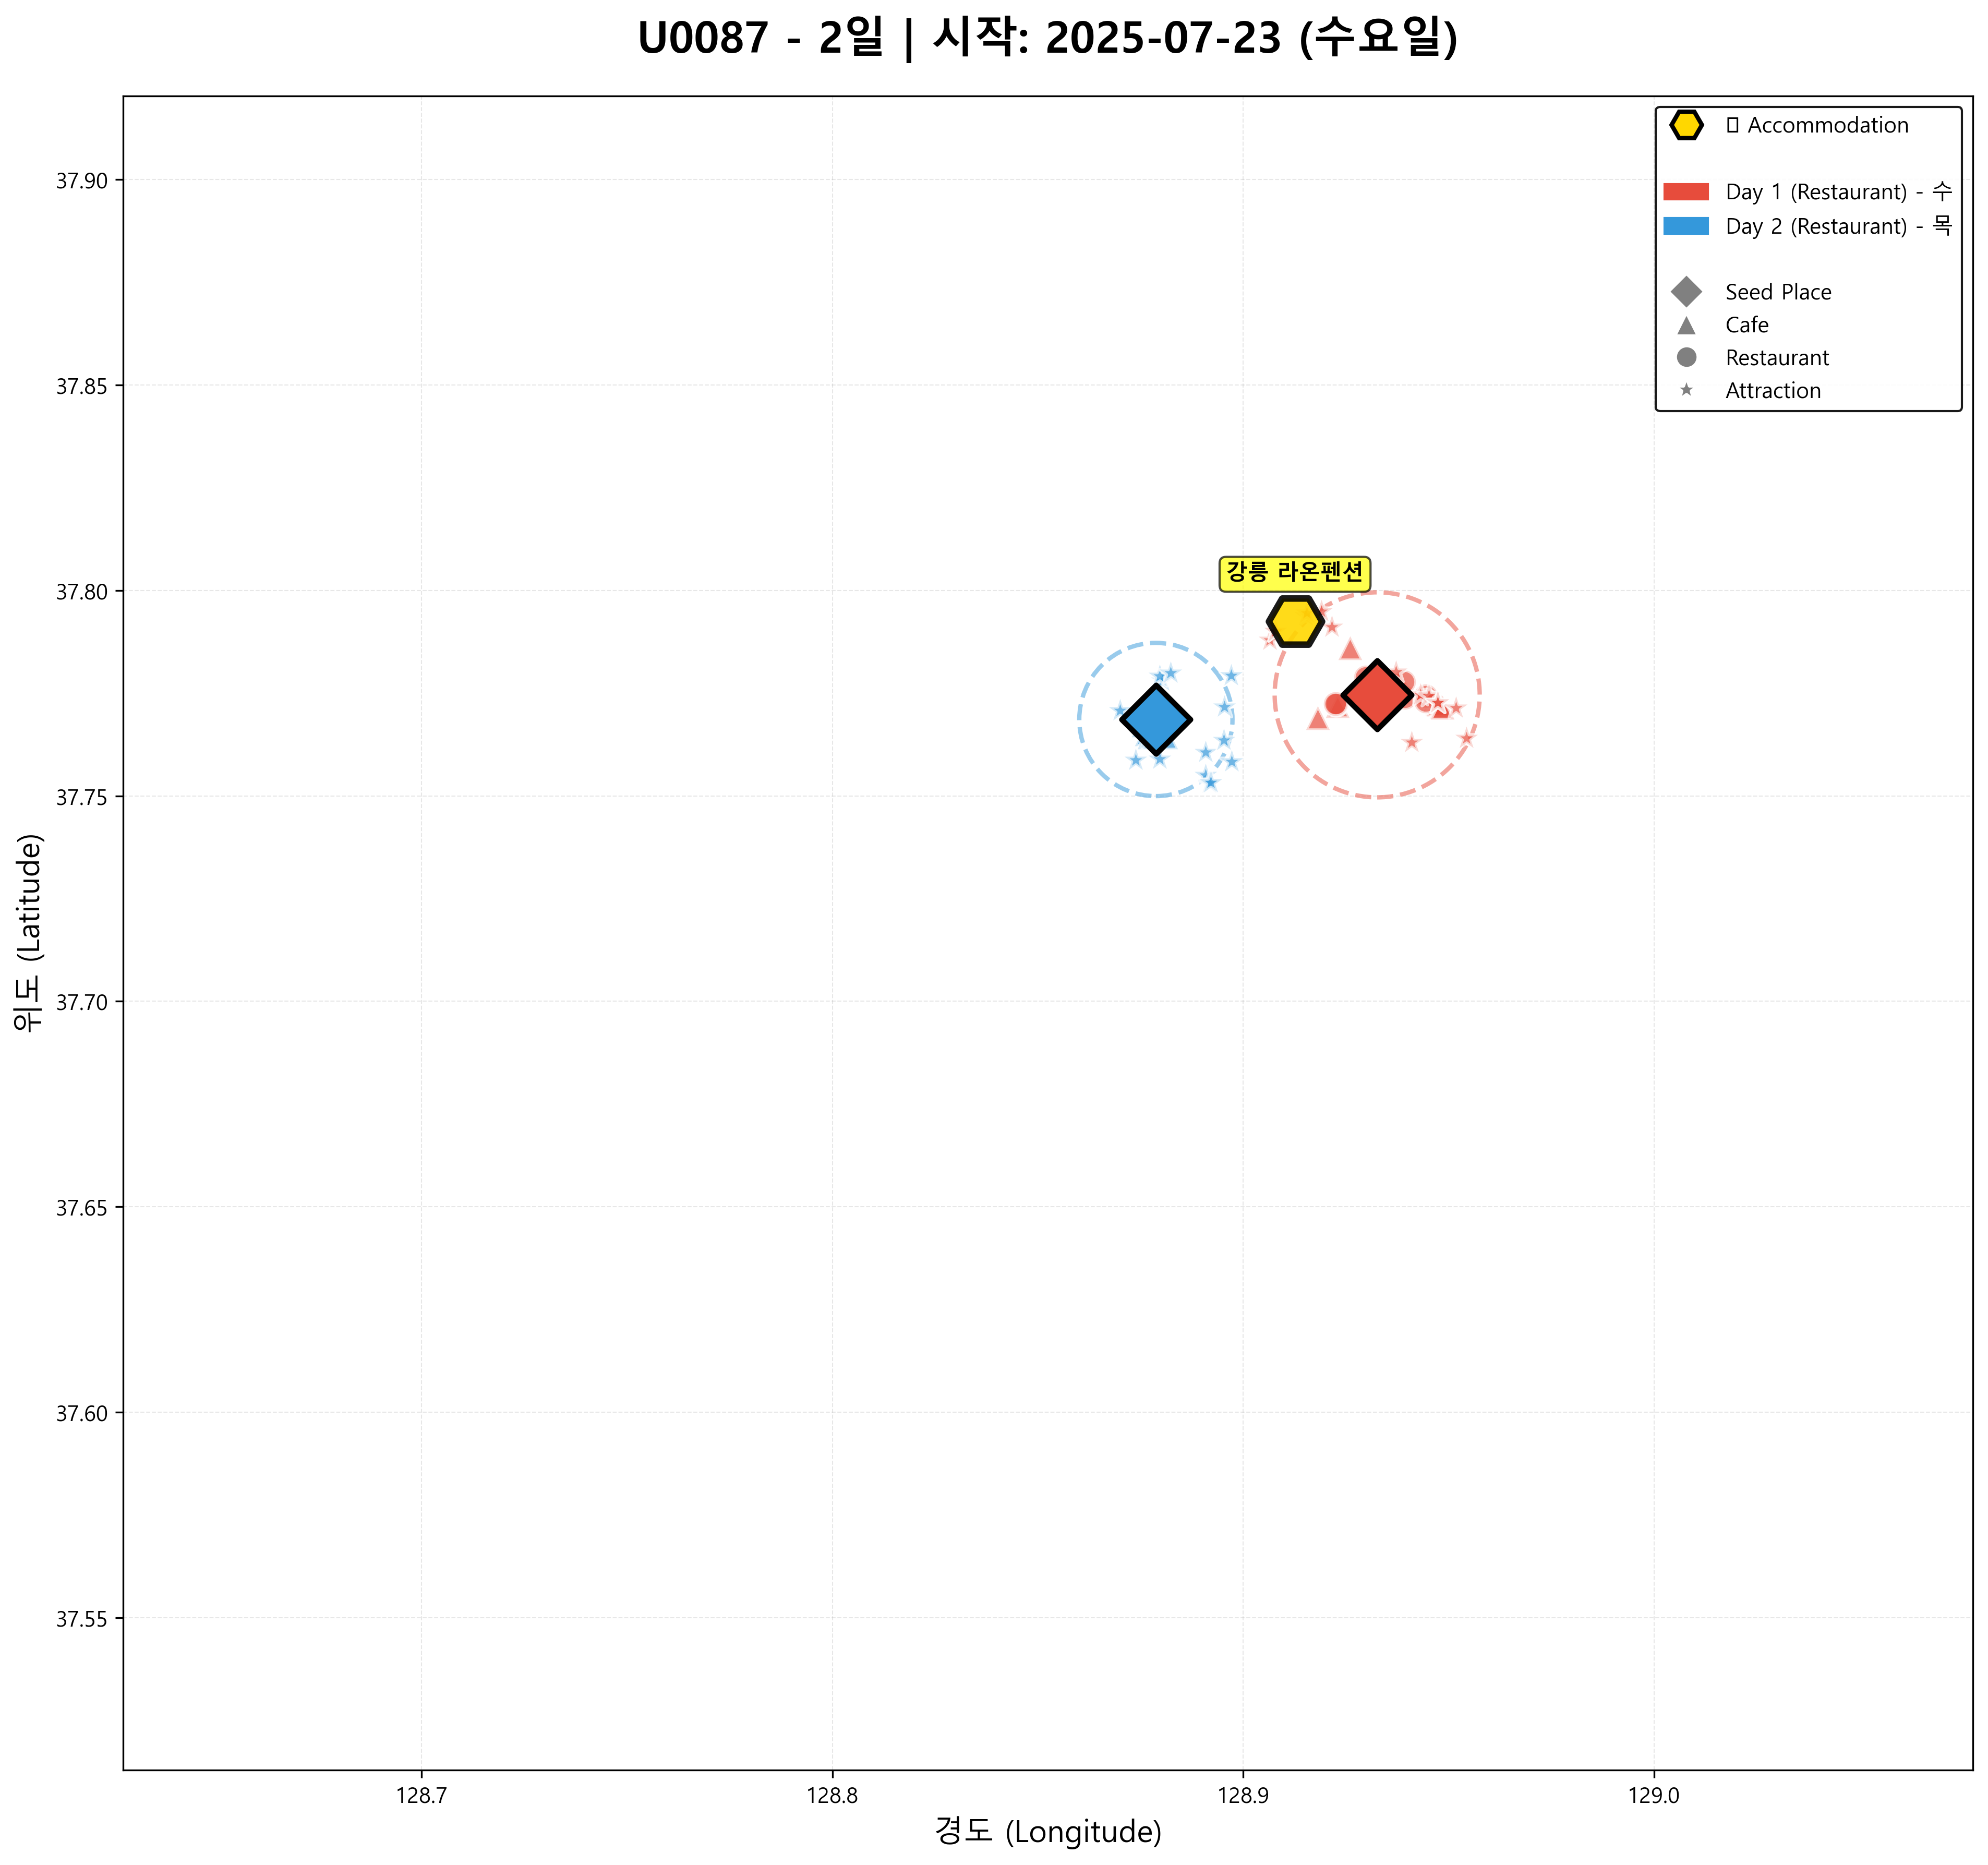 U0087 - 2일 | 시작: 2025-07-23 (수요일)
▯ Accommodation
Day 1 (Restaurant) - 수
Day 2 (Restaurant) - 목
Seed Place
Cafe
Restaurant
Attraction
강릉 라온펜션
위도 (Latitude)
37.90
37.85
37.80
37.75
37.70
37.65
37.60
37.55
128.7
128.8
128.9
129.0
경도 (Longitude)